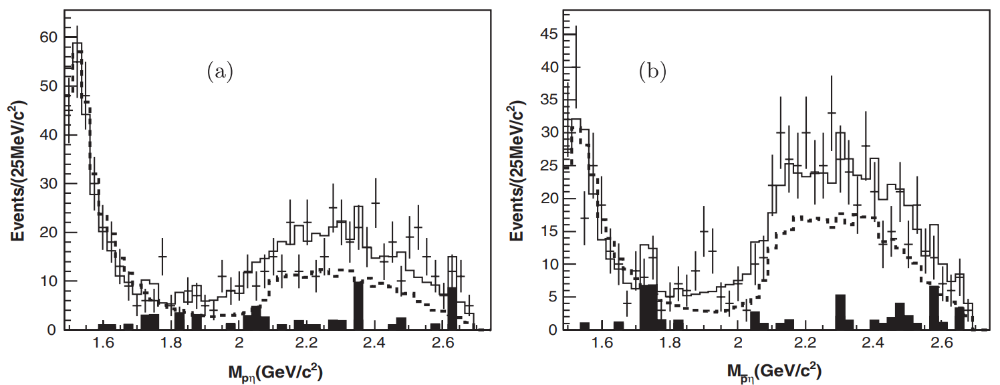 (a)
Events/(25MeV/c²)
60
50
40
30
20
10
0
1.6 1.8 2 2.2 2.4 2.6
M_pη(GeV/c²)
(b)
Events/(25MeV/c²)
45
40
35
30
25
20
15
10
5
0
1.6 1.8 2 2.2 2.4 2.6
M_p̅η(GeV/c²)